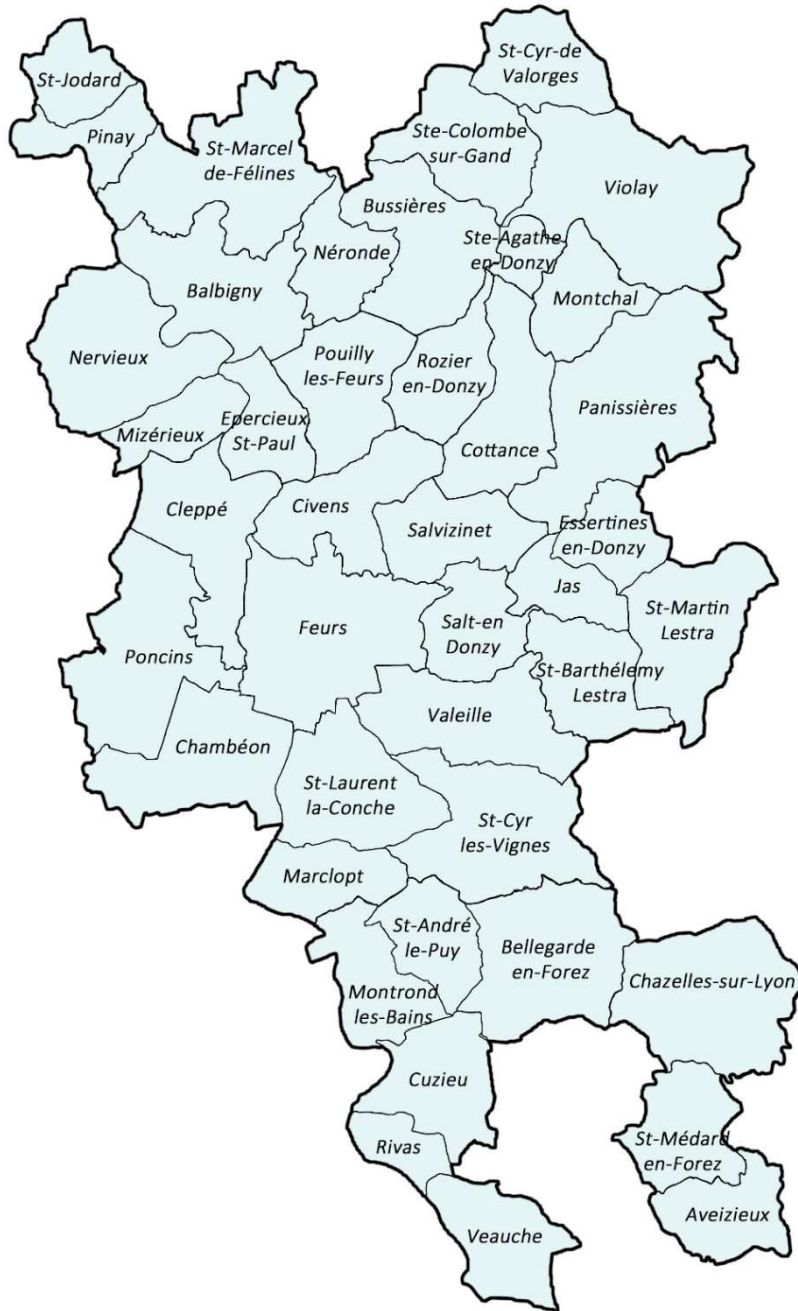 St-Cyr-de
Valorges
St-Jodard
Pinay
Ste-Colombe
sur-Gand
St-Marcel
de-Félines
Violay
Bussières
Ste-Agathe
en-Donzy
Néronde
Balbigny
Montchal
Nervieux
Pouilly
les-Feurs
Rozier
en-Donzy
Panissières
Epercieux
St-Paul
Mizérieux
Cottance
Cleppé
Civens
Salvizinet
Essertines
en-Donzy
Jas
St-Martin
Lestra
Feurs
Salt-en
Donzy
Poncins
St-Barthélemy
Lestra
Valeille
Chambéon
St-Laurent
la-Conche
St-Cyr
les-Vignes
Marclopt
St-André
le-Puy
Bellegarde
en-Forez
Chazelles-sur-Lyon
Montrond
les-Bains
Cuzieu
Rivas
St-Médard
en-Forez
Aveizieux
Veauche